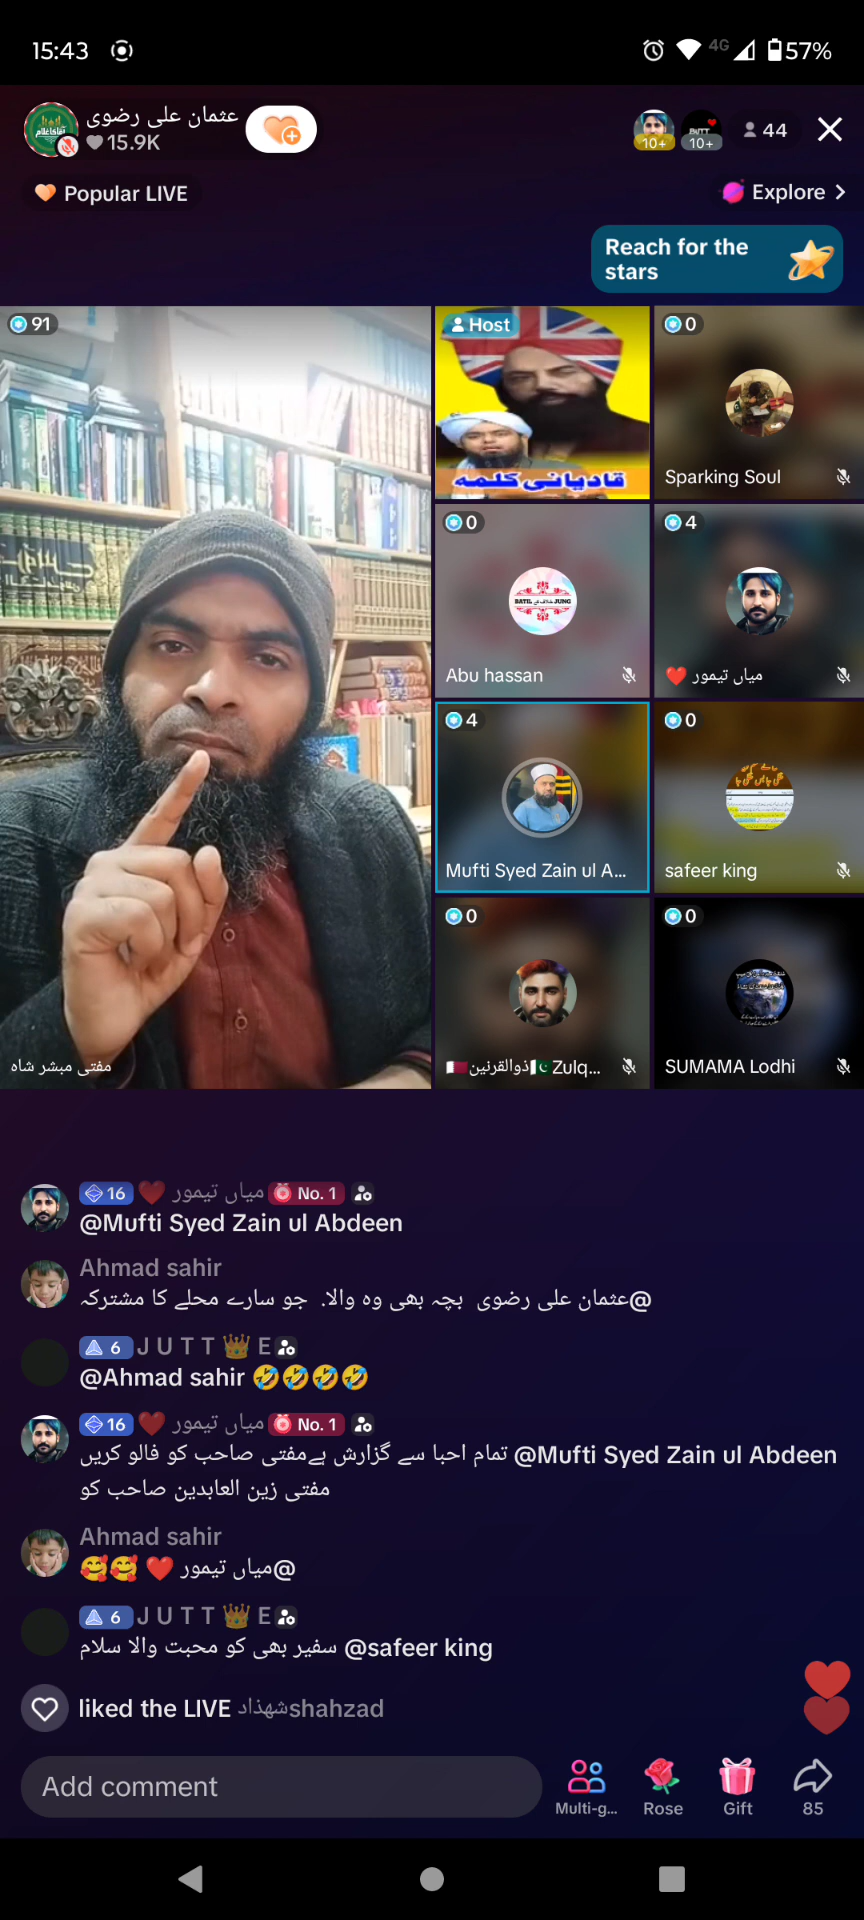 15:43
4G
57%
عثمان علی رضوی
15.9K
10+
10+
44
Popular LIVE
Explore
Reach for the
stars
91
Host
قادیانی کلمه
0
Sparking Soul
0
Abu hassan
4
میاں تیمور ❤️
4
Mufti Syed Zain ul A...
0
safeer king
0
🇶🇦ذوالقرنین🇵🇰Zulq...
0
SUMAMA Lodhi
مفتی مبشر شاہ
16 ❤️ میاں تیمور No. 1
@Mufti Syed Zain ul Abdeen
Ahmad sahir
@عثمان علی رضوی بچہ بھی وہ والا. جو سارے محلے کا مشترکہ
6 J U T T 👑 E
@Ahmad sahir 🤣🤣🤣🤣
16 ❤️ میاں تیمور No. 1
@Mufti Syed Zain ul Abdeen تمام احبا سے گزارش ہےمفتی صاحب کو فالو کریں
مفتی زین العابدین صاحب کو
Ahmad sahir
@میاں تیمور ❤️ 🥰🥰
6 J U T T 👑 E
@safeer king سفیر بھی کو محبت والا سلام
liked the LIVE شھذادshahzad
Add comment
Multi-g...
Rose
Gift
85